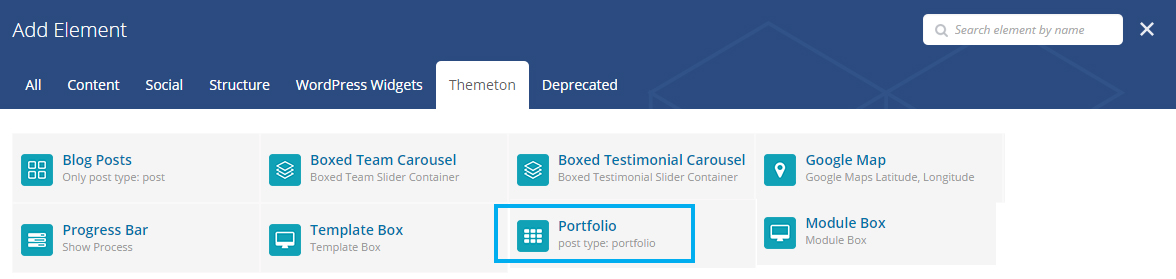 Add Element
Search element by name
All Content Social Structure WordPress Widgets Themeton Deprecated
Blog Posts Boxed Team Carousel Boxed Testimonial Carousel Google Map
Only post type: post Boxed Team Slider Container Boxed Testimonial Slider Container Google Maps Latitude, Longitude
Progress Bar Template Box Portfolio Module Box
Show Process Template Box post type: portfolio Module Box